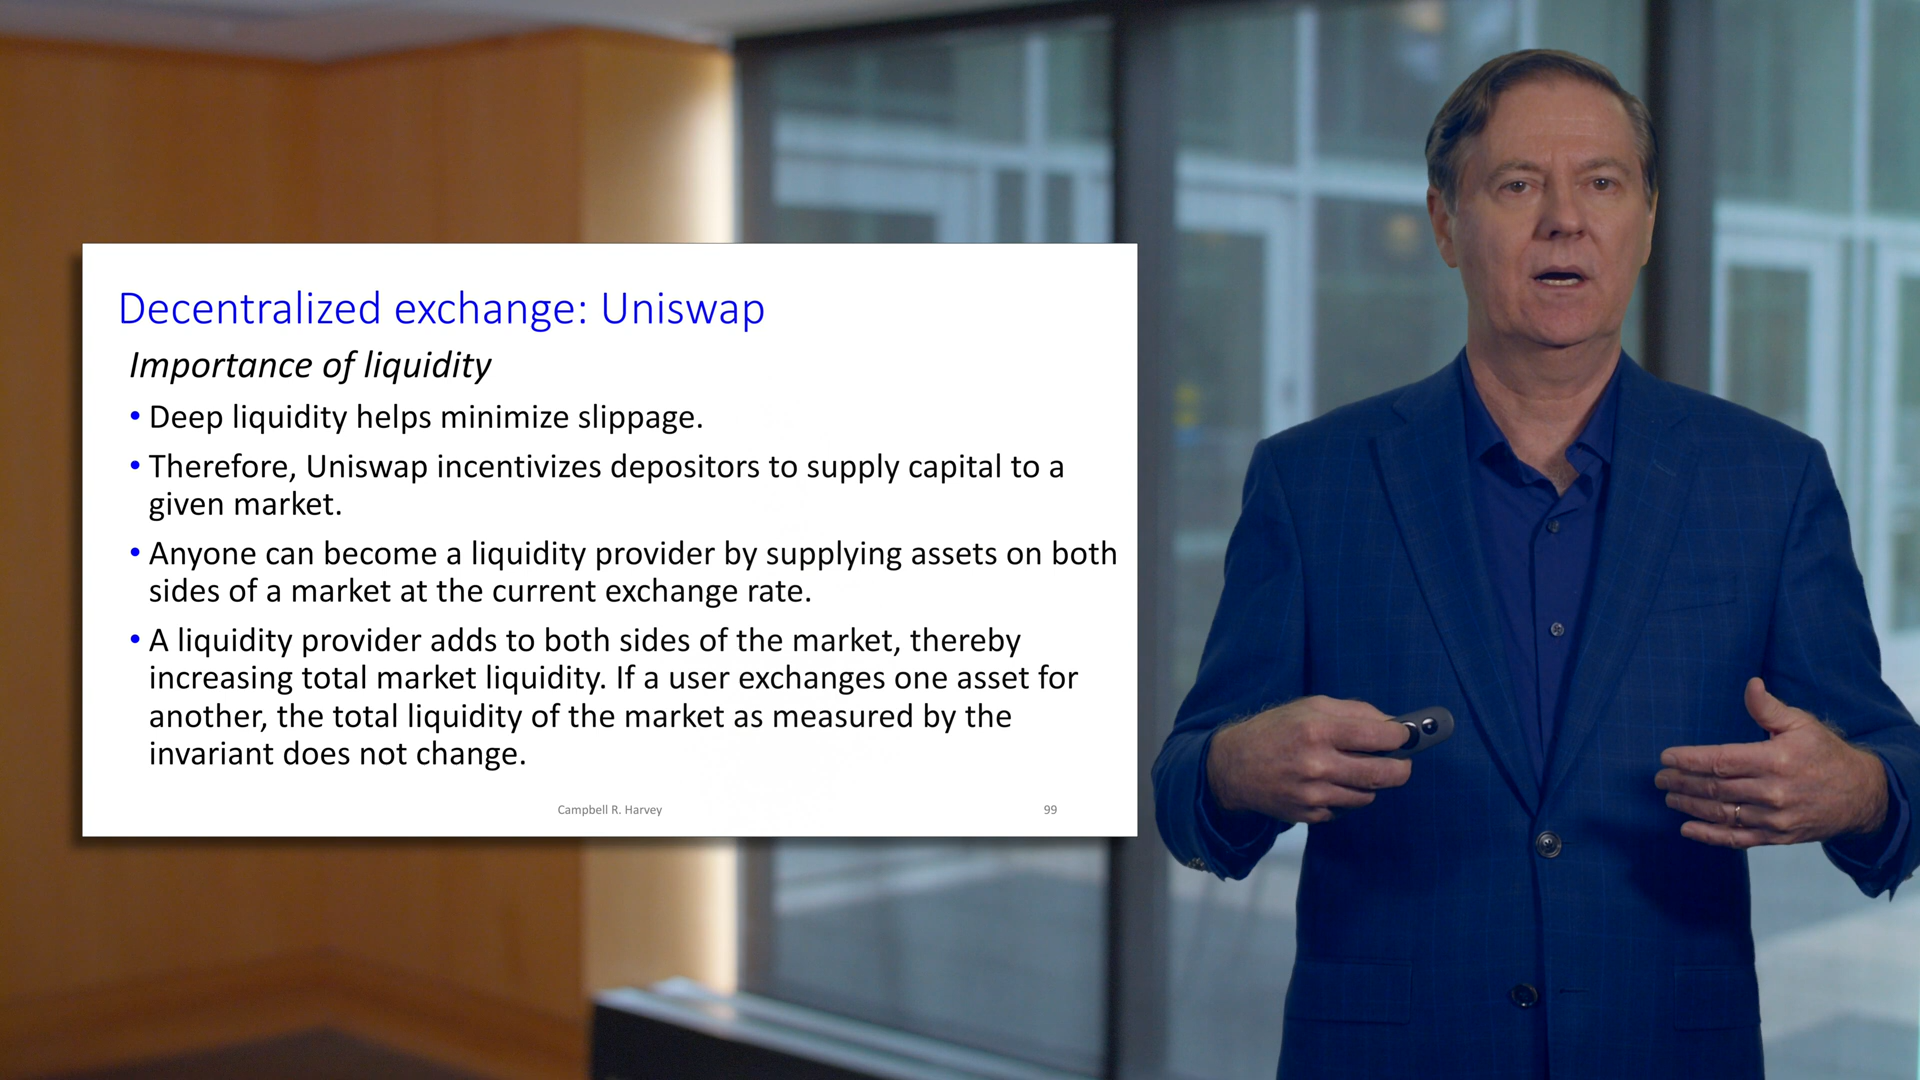 Decentralized exchange: Uniswap
Importance of liquidity
• Deep liquidity helps minimize slippage.
• Therefore, Uniswap incentivizes depositors to supply capital to a
given market.
• Anyone can become a liquidity provider by supplying assets on both
sides of a market at the current exchange rate.
• A liquidity provider adds to both sides of the market, thereby
increasing total market liquidity. If a user exchanges one asset for
another, the total liquidity of the market as measured by the
invariant does not change.
Campbell R. Harvey
99